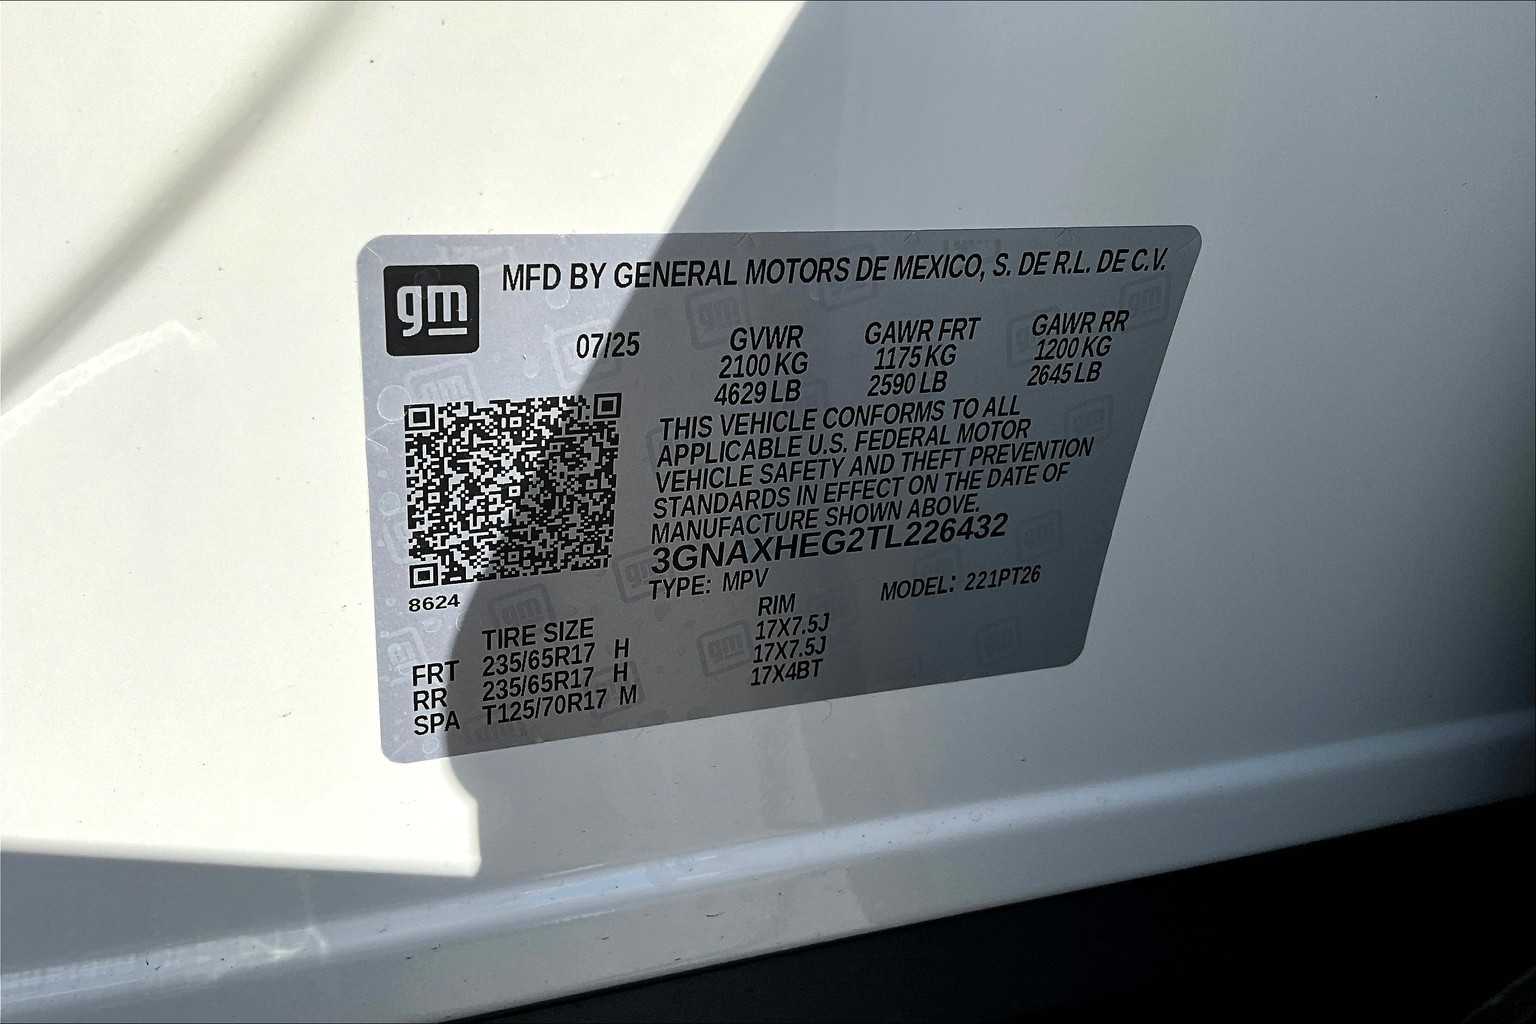 gm
MFD BY GENERAL MOTORS DE MEXICO, S. DE R.L. DE C.V.
07/25 GVWR GAWR FRT GAWR RR
2100 KG 1175 KG 1200 KG
4629 LB 2590 LB 2645 LB
THIS VEHICLE CONFORMS TO ALL
APPLICABLE U.S. FEDERAL MOTOR
VEHICLE SAFETY AND THEFT PREVENTION
STANDARDS IN EFFECT ON THE DATE OF
MANUFACTURE SHOWN ABOVE.
3GNAXHEG2TL226432
TYPE: MPV MODEL: 221PT26
8624
TIRE SIZE RIM
FRT 235/65R17 H 17X7.5J
RR 235/65R17 H 17X7.5J
SPA T125/70R17 M 17X4BT